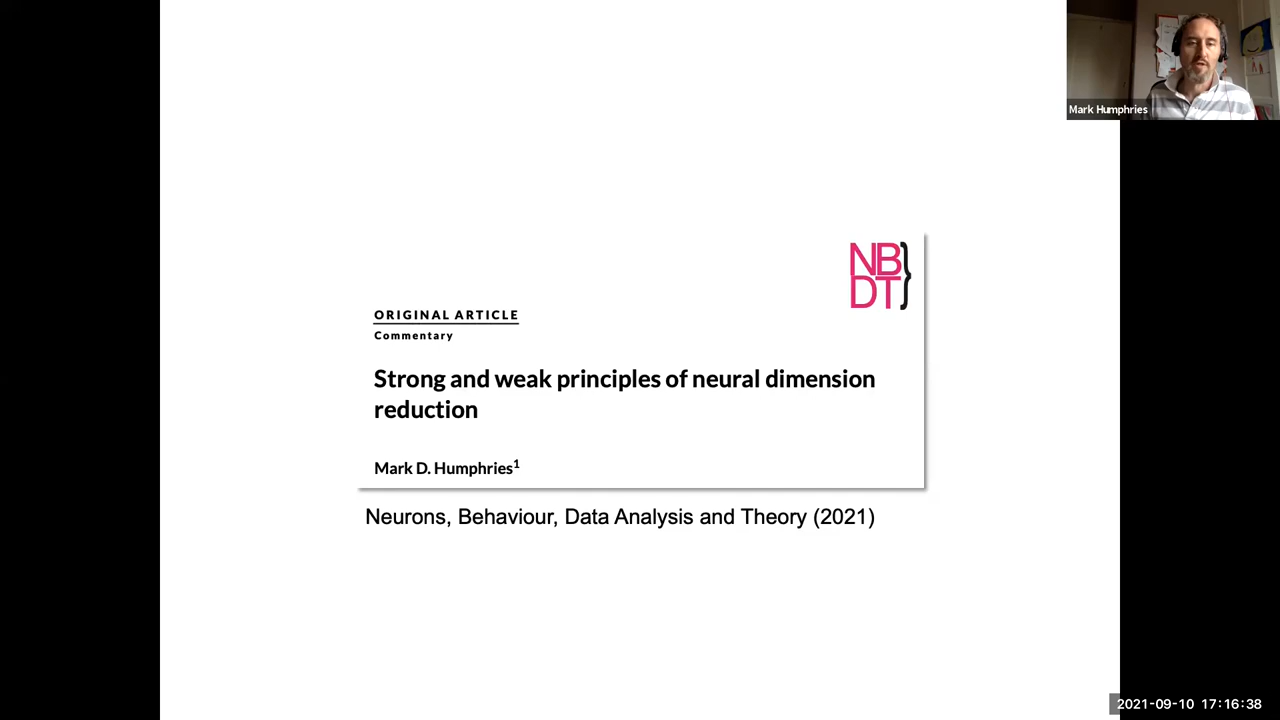 Mark Humphries
NB
DT}
ORIGINAL ARTICLE
Commentary
Strong and weak principles of neural dimension
reduction
Mark D. Humphries1
Neurons, Behaviour, Data Analysis and Theory (2021)
2021-09-10 17:16:38